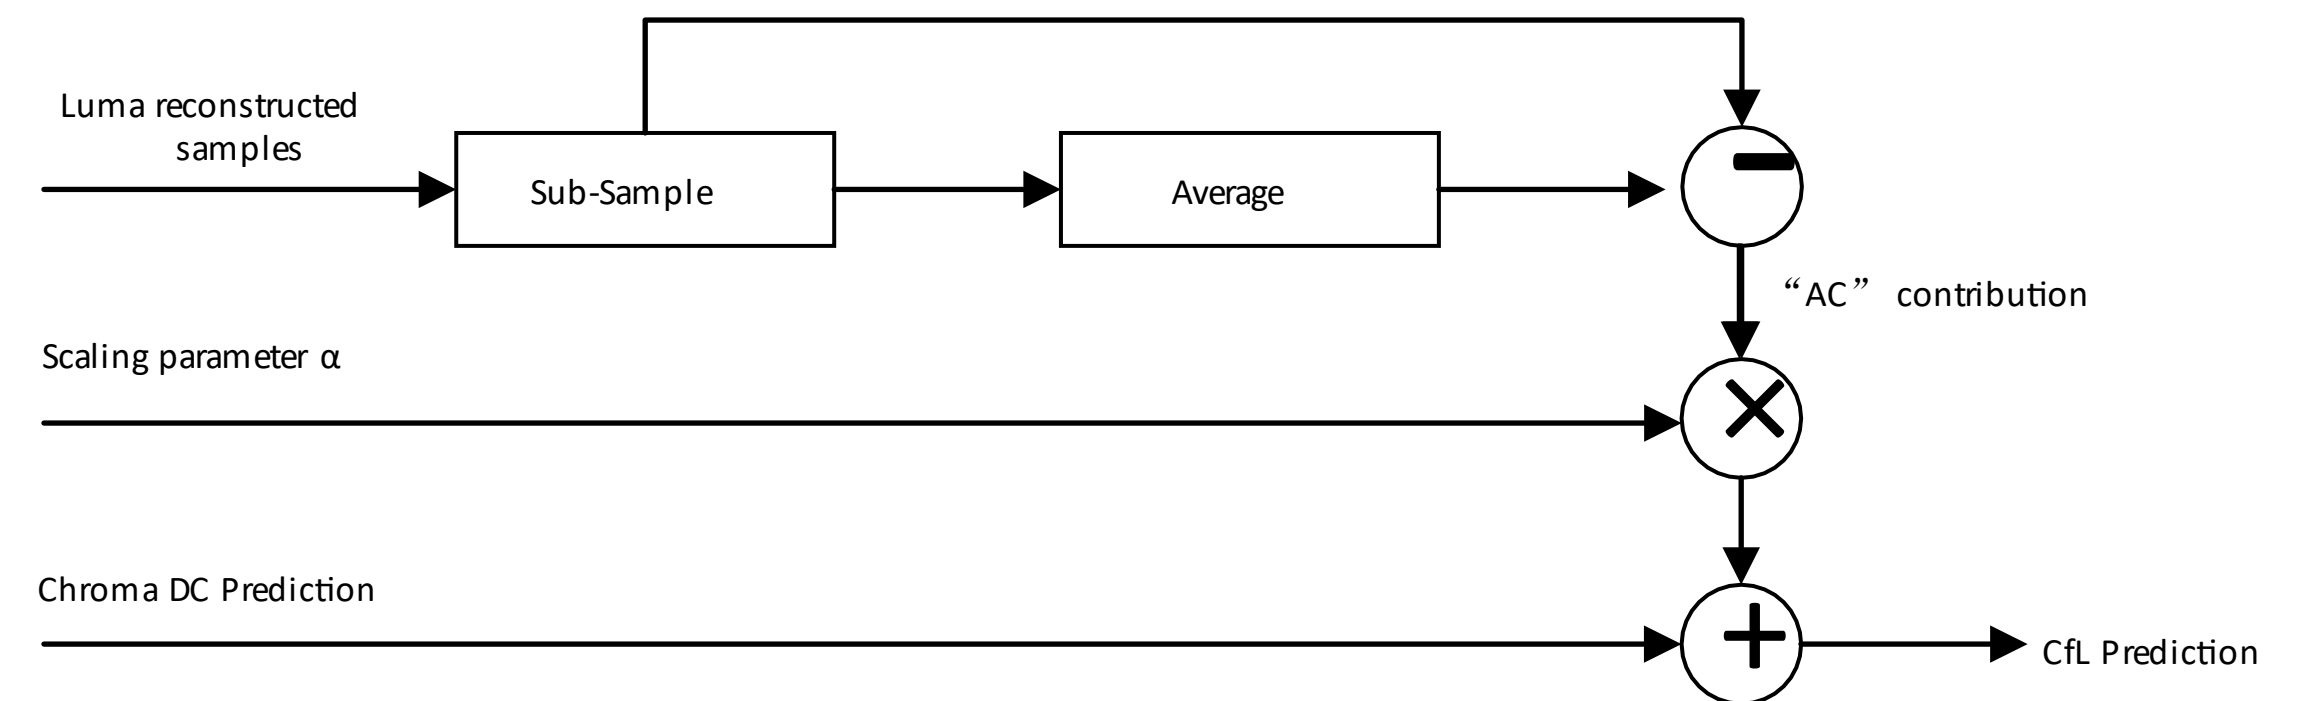 Luma reconstructed
samples
Sub-Sample
Average
“AC” contribution
Scaling parameter α
Chroma DC Prediction
CfL Prediction